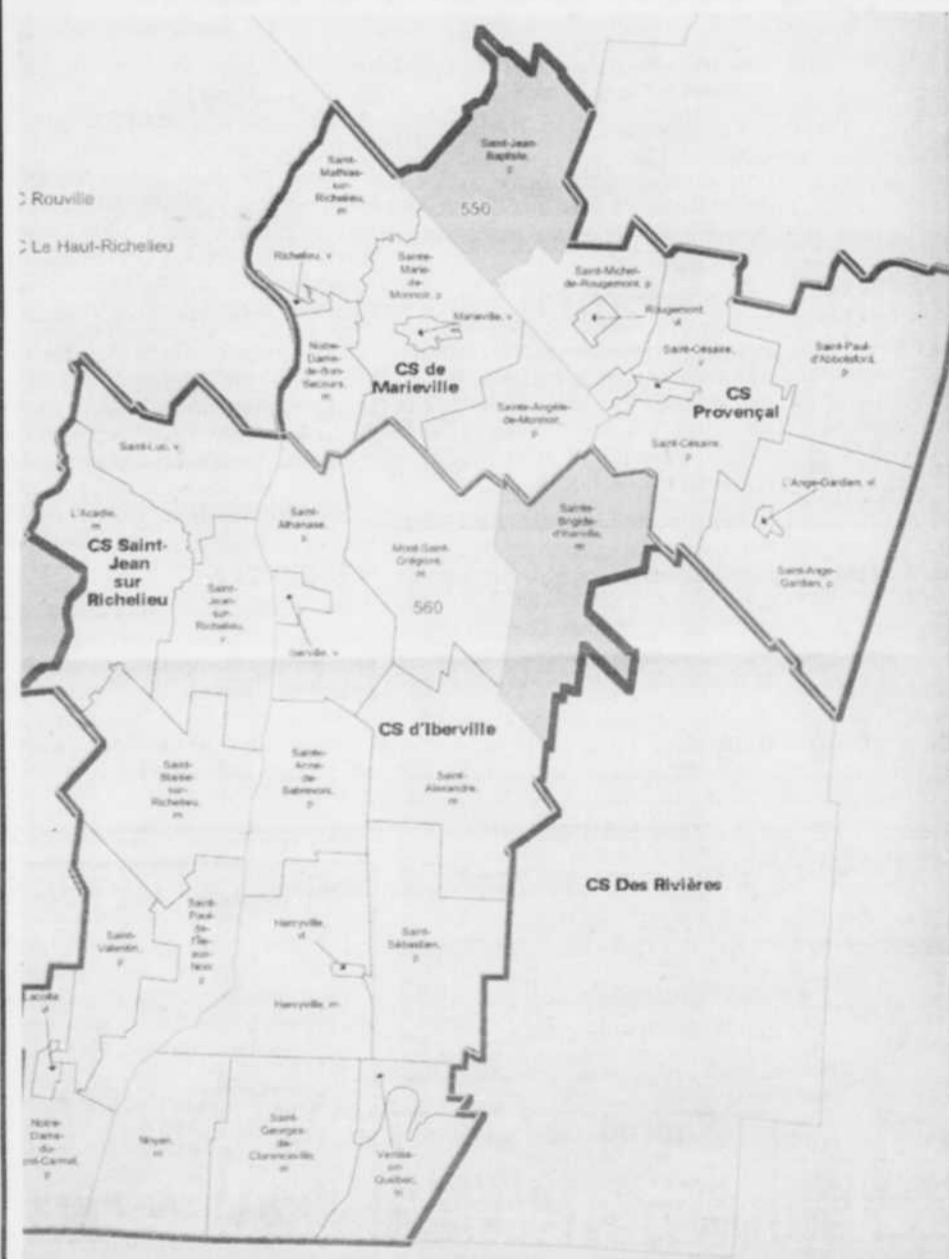 C Rouville
C Le Haut-Richelieu
Saint-Jean
Baptiste,
p
550
Saint-
Mathias-
sur-
Richelieu,
m
Richelieu, v
Sainte-
Marie-
de-
Monnoir, p
Marieville, v
Notre-
Dame-
de-Bon-
Secours,
m
CS de
Marieville
Saint-Michel-
de-Rougemont, p
Rougemont,
vl
Saint-Césaire,
v
Saint-Paul-
d'Abbotsford,
p
CS
Provençal
Sainte-Angèle-
de-Monnoir,
p
Saint-Césaire,
p
L'Ange-Gardien, vl
Saint-Ange-
Gardien, p
Saint-Luc, v
L'Acadie,
m
CS Saint-
Jean
sur
Richelieu
Saint-
Athanase,
p
Mont-Saint-
Grégoire,
m
560
Sainte-
Brigide-
d'Iberville,
m
Saint-
Jean-
sur-
Richelieu,
v
Iberville, v
CS d'Iberville
Saint-
Blaise-
sur-
Richelieu,
m
Sainte-
Anne-
de-
Sabrevois,
p
Saint-
Alexandre,
m
CS Des Rivières
Saint-
Valentin,
p
Saint-
Paul-
de-
l'Île-
aux-
Noix,
p
Henryville,
vl
Henryville, m
Saint-
Sébastien,
p
Lacolle,
vl
Notre-
Dame-
du-
ont-Carmel,
p
Noyan,
m
Saint-
Georges-
de-
Clarenceville,
m
Venise-
en-
Québec,
m